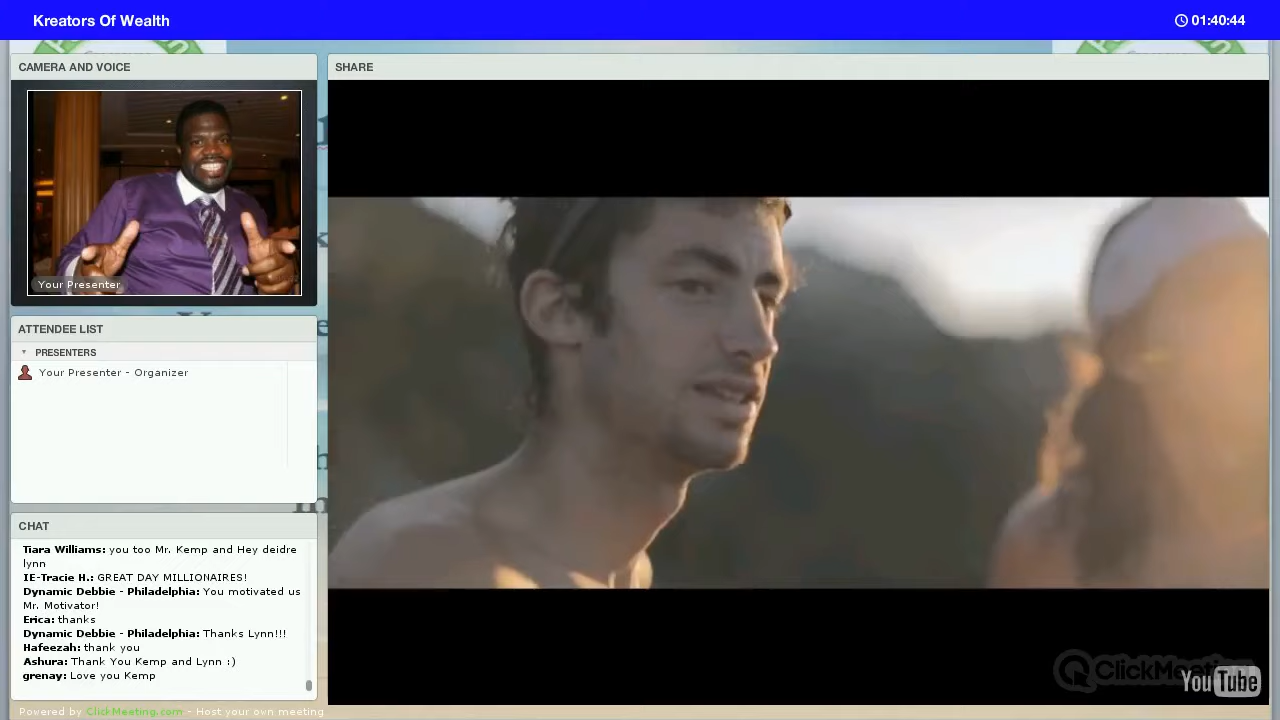 Kreators Of Wealth
01:40:44
CAMERA AND VOICE
Your Presenter
ATTENDEE LIST
PRESENTERS
Your Presenter - Organizer
CHAT
Tiara Williams: you too Mr. Kemp and Hey deidre
lynn
IE-Tracie H.: GREAT DAY MILLIONAIRES!
Dynamic Debbie - Philadelphia: You motivated us
Mr. Motivator!
Erica: thanks
Dynamic Debbie - Philadelphia: Thanks Lynn!!!
Hafeezah: thank you
Ashura: Thank You Kemp and Lynn :)
grenay: Love you Kemp
Powered by ClickMeeting.com - Host your own meeting
SHARE
ClickMeeting
YouTube